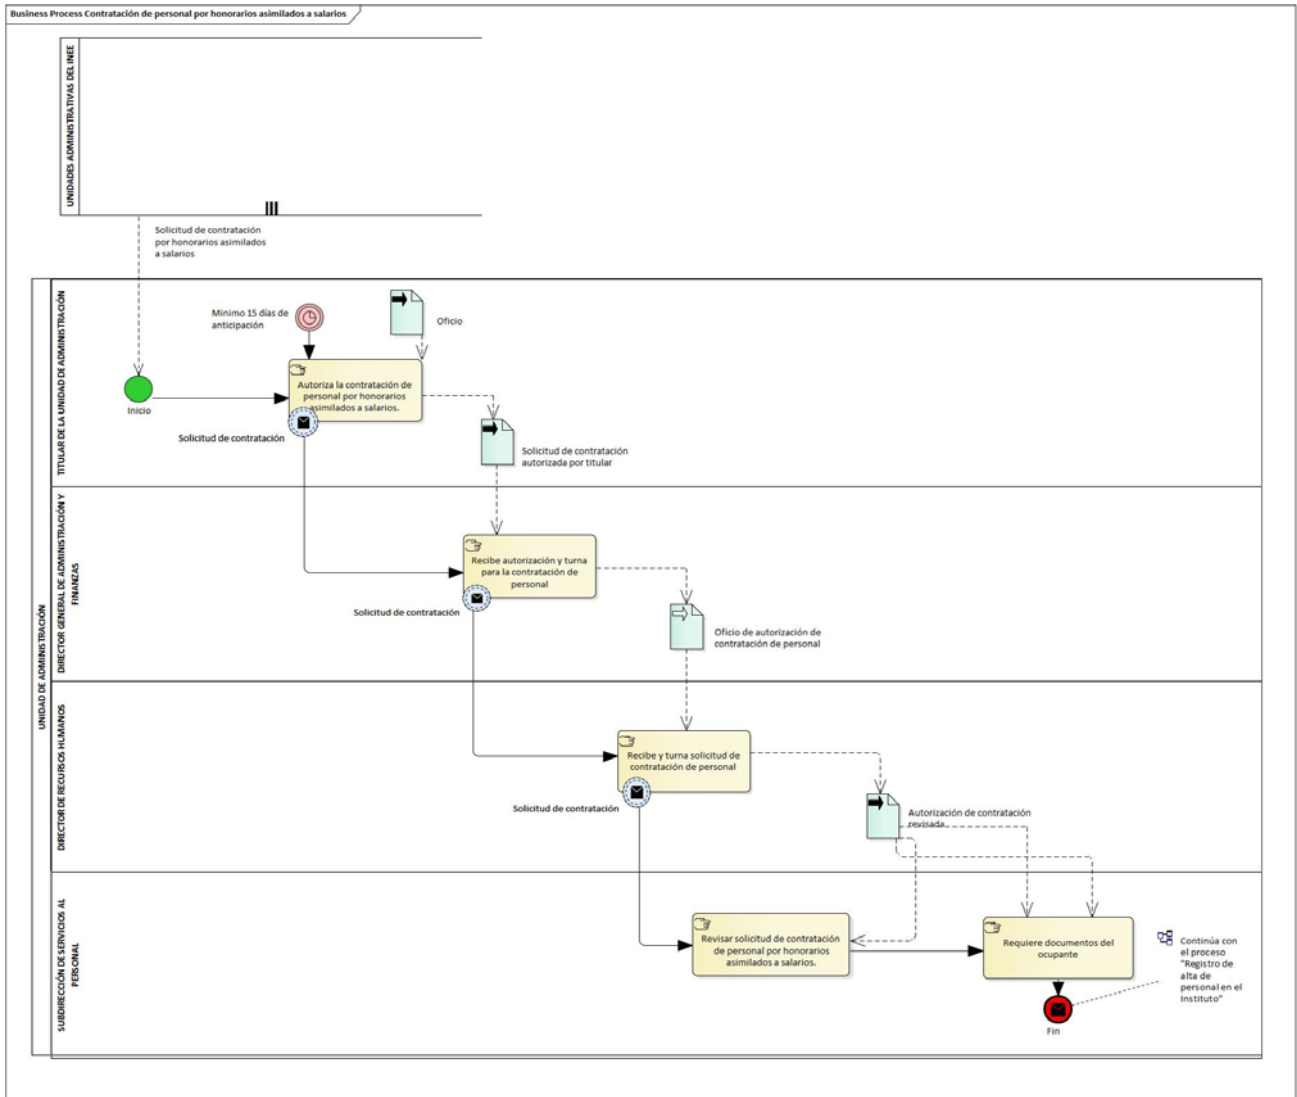 Business Process Contratación de personal por honorarios asimilados a salarios
UNIDADES ADMINISTRATIVAS DEL INEE
Solicitud de contratación
por honorarios asimilados
a salarios
UNIDAD DE ADMINISTRACIÓN
TITULAR DE LA UNIDAD DE ADMINISTRACIÓN
Minimo 15 días de
anticipación
Oficio
Inicio
Autoriza la contratación de
personal por honorarios
asimilados a salarios.
Solicitud de contratación
Solicitud de contratación
autorizada por titular
DIRECTOR GENERAL DE ADMINISTRACIÓN Y
FINANZAS
Recibe autorización y turna
para la contratación de
personal
Solicitud de contratación
Oficio de autorización de
contratación de personal
DIRECTOR DE RECURSOS HUMANOS
Recibe y turna solicitud de
contratación de personal
Solicitud de contratación
Autorización de contratación
revisada
SUBDIRECCIÓN DE SERVICIOS AL
PERSONAL
Revisar solicitud de contratación
de personal por honorarios
asimilados a salarios.
Requiere documentos del
ocupante
Continúa con
el proceso
"Registro de
alta de
personal en el
Instituto"
Fin